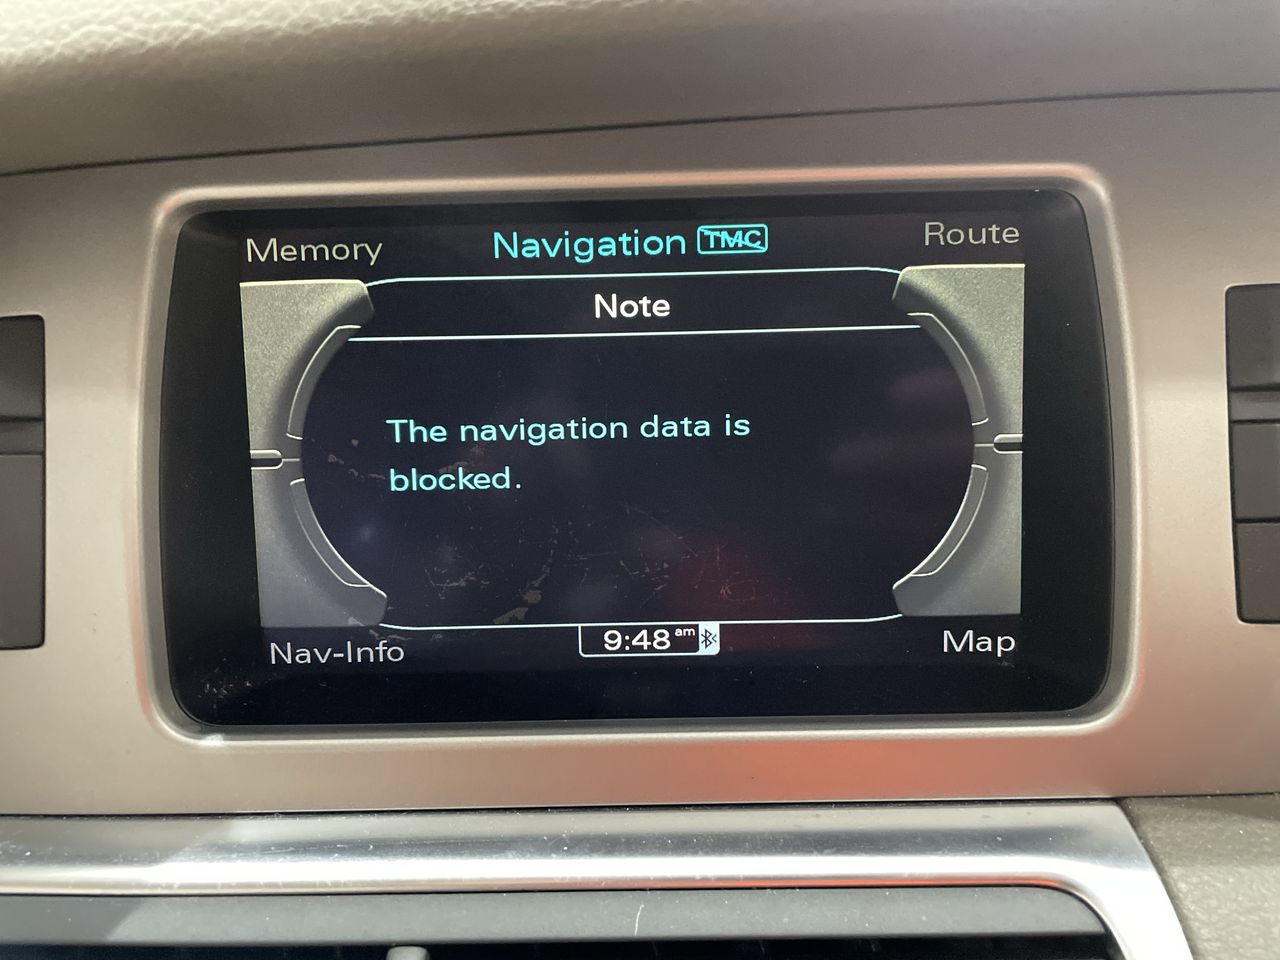 Memory
Navigation TMC
Route
Note
The navigation data is
blocked.
Nav-Info
9:48 am
Map